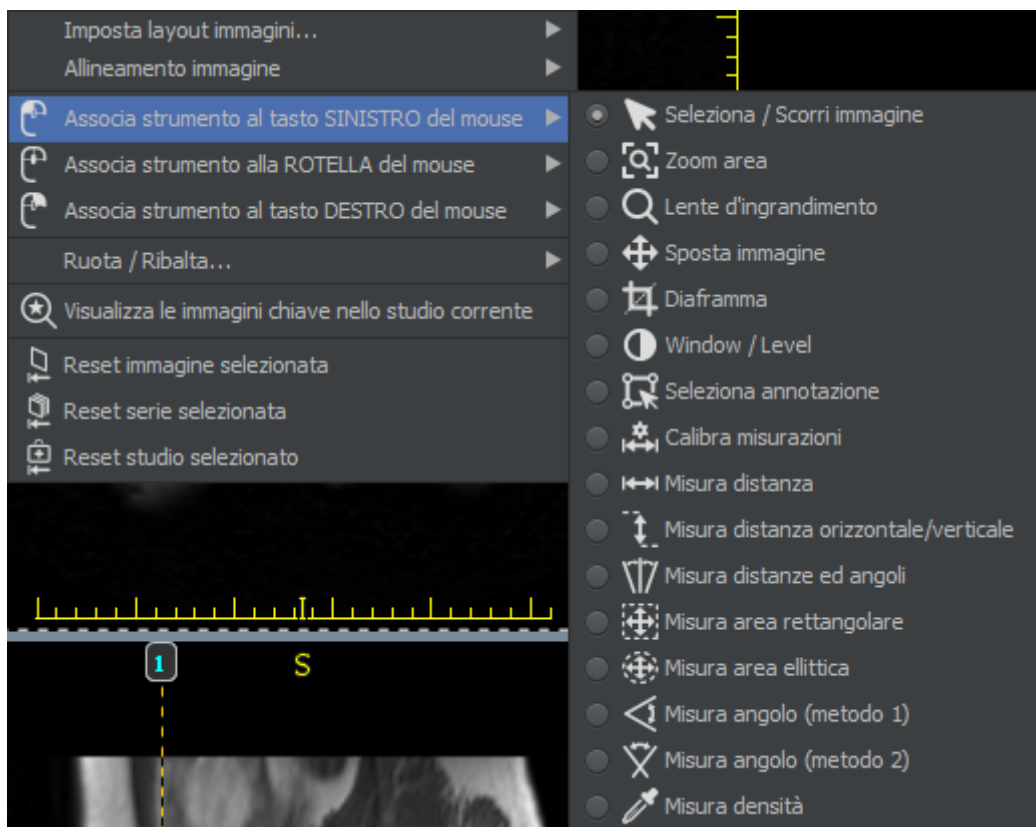 Imposta layout immagini...
Allineamento immagine
Associa strumento al tasto SINISTRO del mouse
Associa strumento alla ROTELLA del mouse
Associa strumento al tasto DESTRO del mouse
Ruota / Ribalta...
Visualizza le immagini chiave nello studio corrente
Reset immagine selezionata
Reset serie selezionata
Reset studio selezionato
Seleziona / Scorri immagine
Zoom area
Lente d'ingrandimento
Sposta immagine
Diaframma
Window / Level
Seleziona annotazione
Calibra misurazioni
Misura distanza
Misura distanza orizzontale/verticale
Misura distanze ed angoli
Misura area rettangolare
Misura area ellittica
Misura angolo (metodo 1)
Misura angolo (metodo 2)
Misura densità
1
S